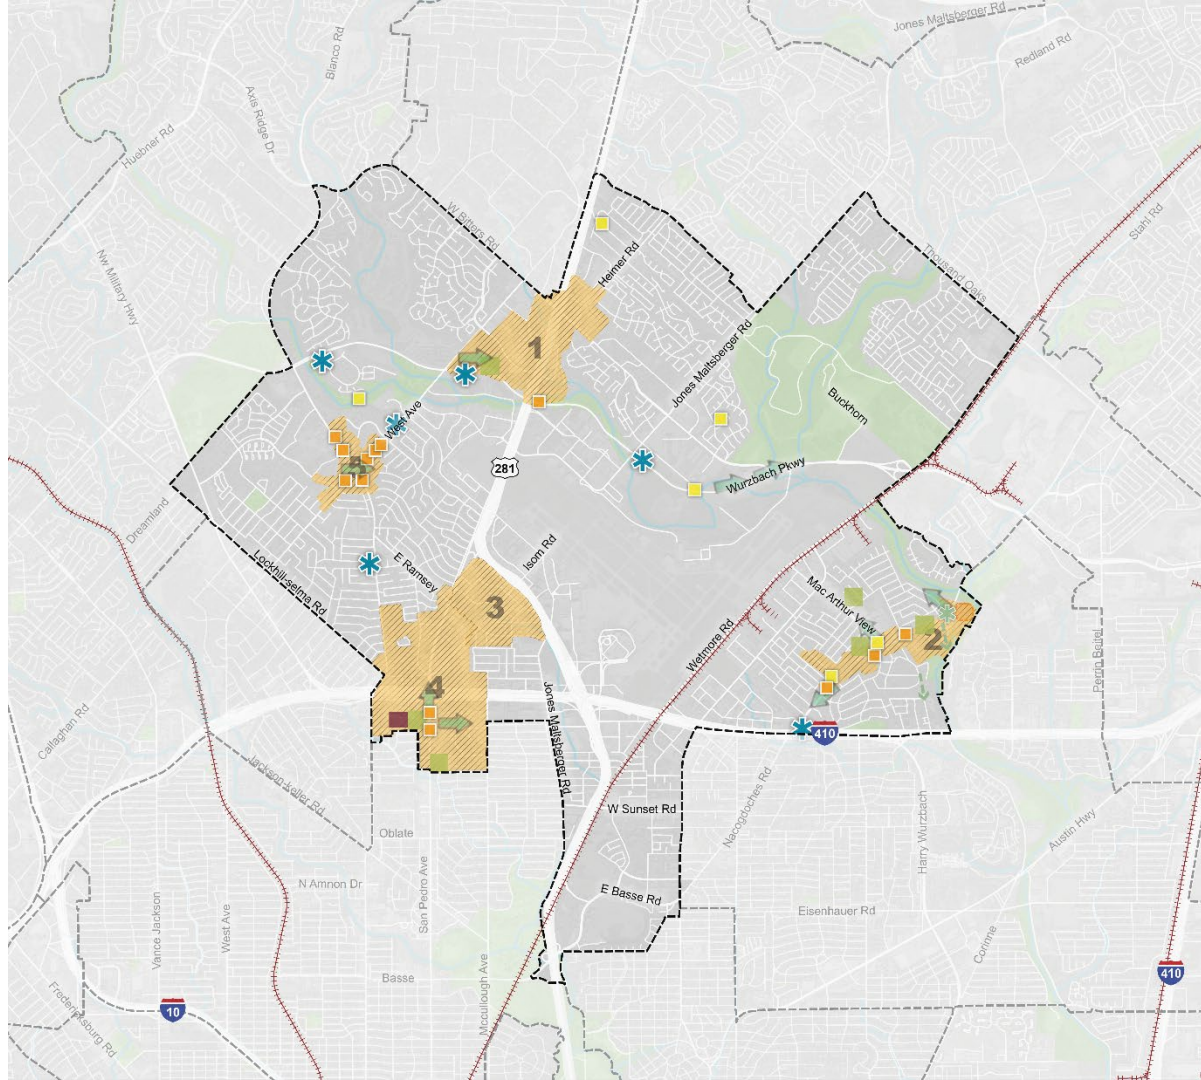 Jones Maltsberger Rd
Redland Rd
Blanco Rd
Axis Ridge Dr
Huebner Rd
Stahl Rd
W Bitters Rd
Thousand Oaks
Nw Military Hwy
Heimer Rd
1
Jones Maltsberger Rd
Buckhorn
West Ave
281
Wurzbach Pkwy
Dreamland
Isom Rd
E Ramsey
Lockhill-selma Rd
3
Mac Arthur View
2
Wetmore Rd
Perrin Beitel
4
Jones Maltsberger Rd
Callaghan Rd
410
Jackson-keller Rd
W Sunset Rd
Nacogdoches Rd
Harry Wurzbach
Austin Hwy
Oblate
N Amnon Dr
San Pedro Ave
E Basse Rd
Eisenhauer Rd
Vance Jackson
West Ave
Corinne
Basse
Mccullough Ave
410
10
Fredericksburg Rd